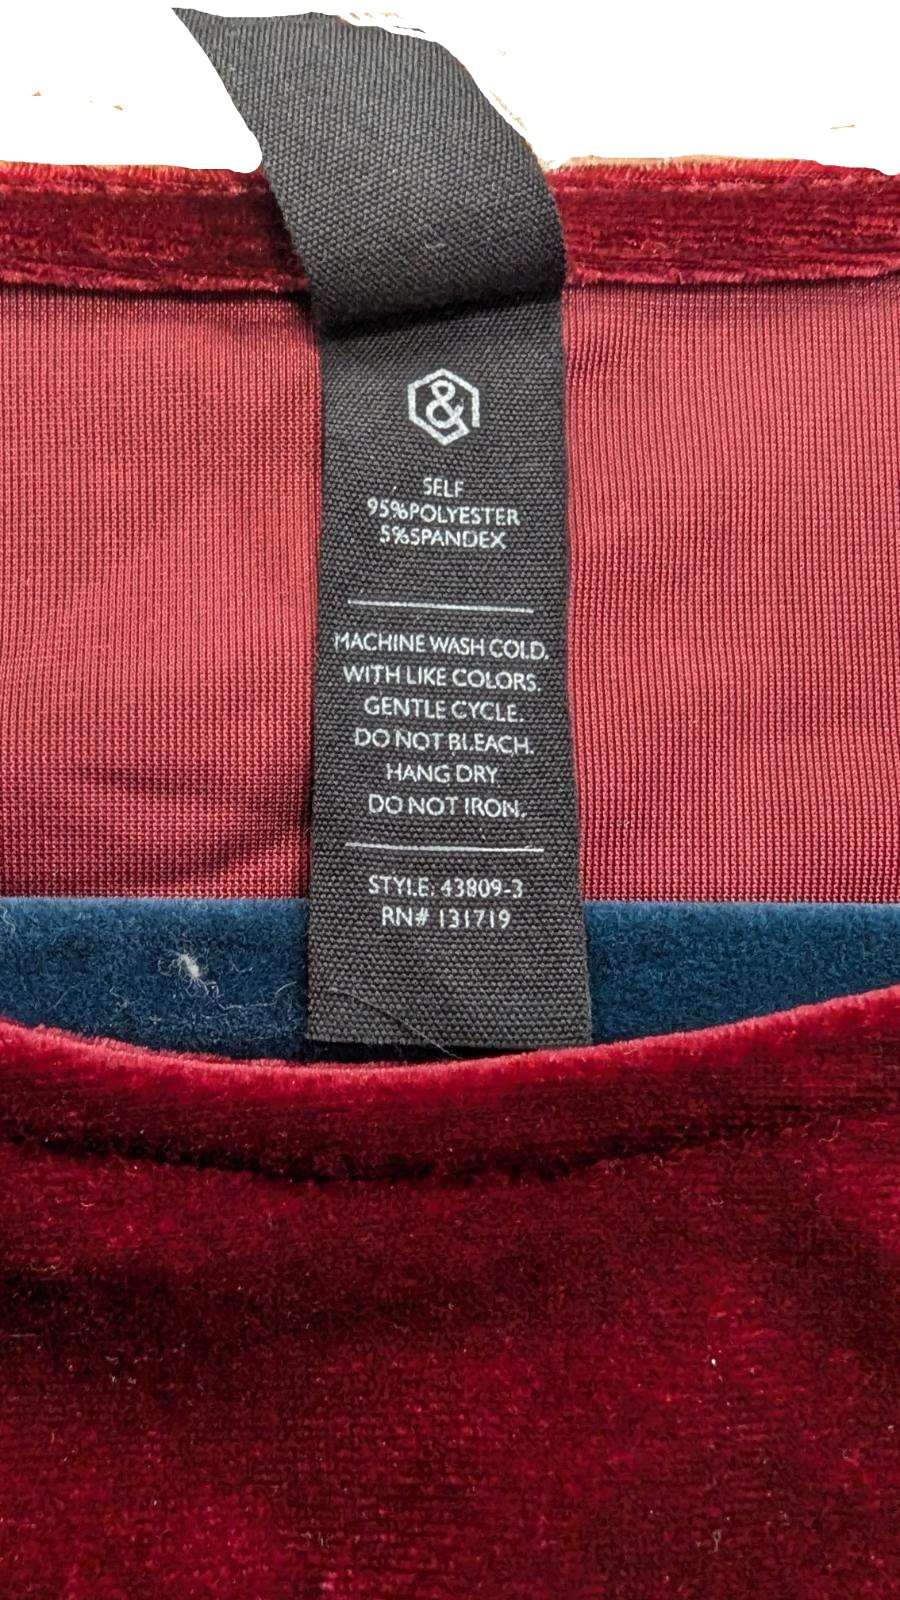 &
SELF
95%POLYESTER
5%SPANDEX
MACHINE WASH COLD.
WITH LIKE COLORS.
GENTLE CYCLE.
DO NOT BLEACH.
HANG DRY
DO NOT IRON.
STYLE: 43809-3
RN# 131719